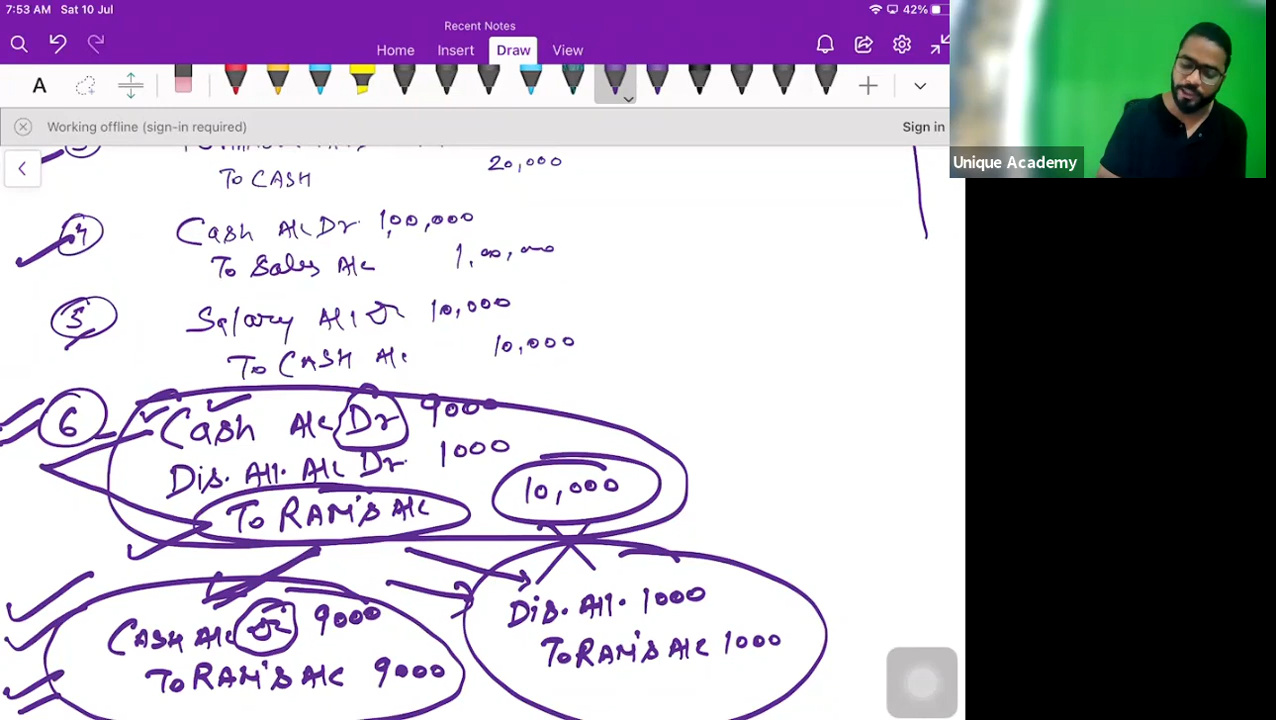 7:53 AM Sat 10 Jul
42%
Recent Notes
Home Insert Draw View
A
Working offline (sign-in required)
Sign in
Unique Academy
20,000
To CASH
4 Cash A/c Dr. 1,00,000
To Sales A/c 1,00,000
5 Salary A/c Dr 10,000
To CASH A/c 10,000
6 Cash A/c Dr 9000
Dis. All. A/c Dr. 1000
To RAM'S A/c 10,000
CASH A/c Dr 9000
To RAM'S A/c 9000
Dis. All. 1000
To RAM'S A/c 1000